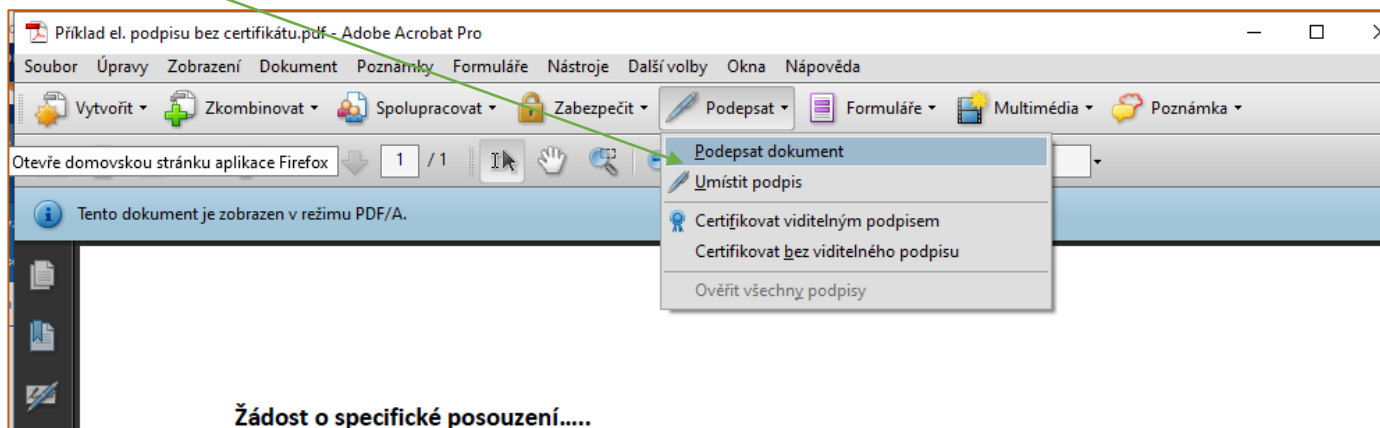 Příklad el. podpisu bez certifikátu.pdf - Adobe Acrobat Pro
Soubor Úpravy Zobrazení Dokument Poznámky Formuláře Nástroje Další volby Okna Nápověda
Vytvořit Zkombinovat Spolupracovat Zabezpečit Podepsat Formuláře Multimédia Poznámka
Otevře domovskou stránku aplikace Firefox 1 / 1
Podepsat dokument
Umístit podpis
Tento dokument je zobrazen v režimu PDF/A.
Certifikovat viditelným podpisem
Certifikovat bez viditelného podpisu
Ověřit všechny podpisy
Žádost o specifické posouzení.....